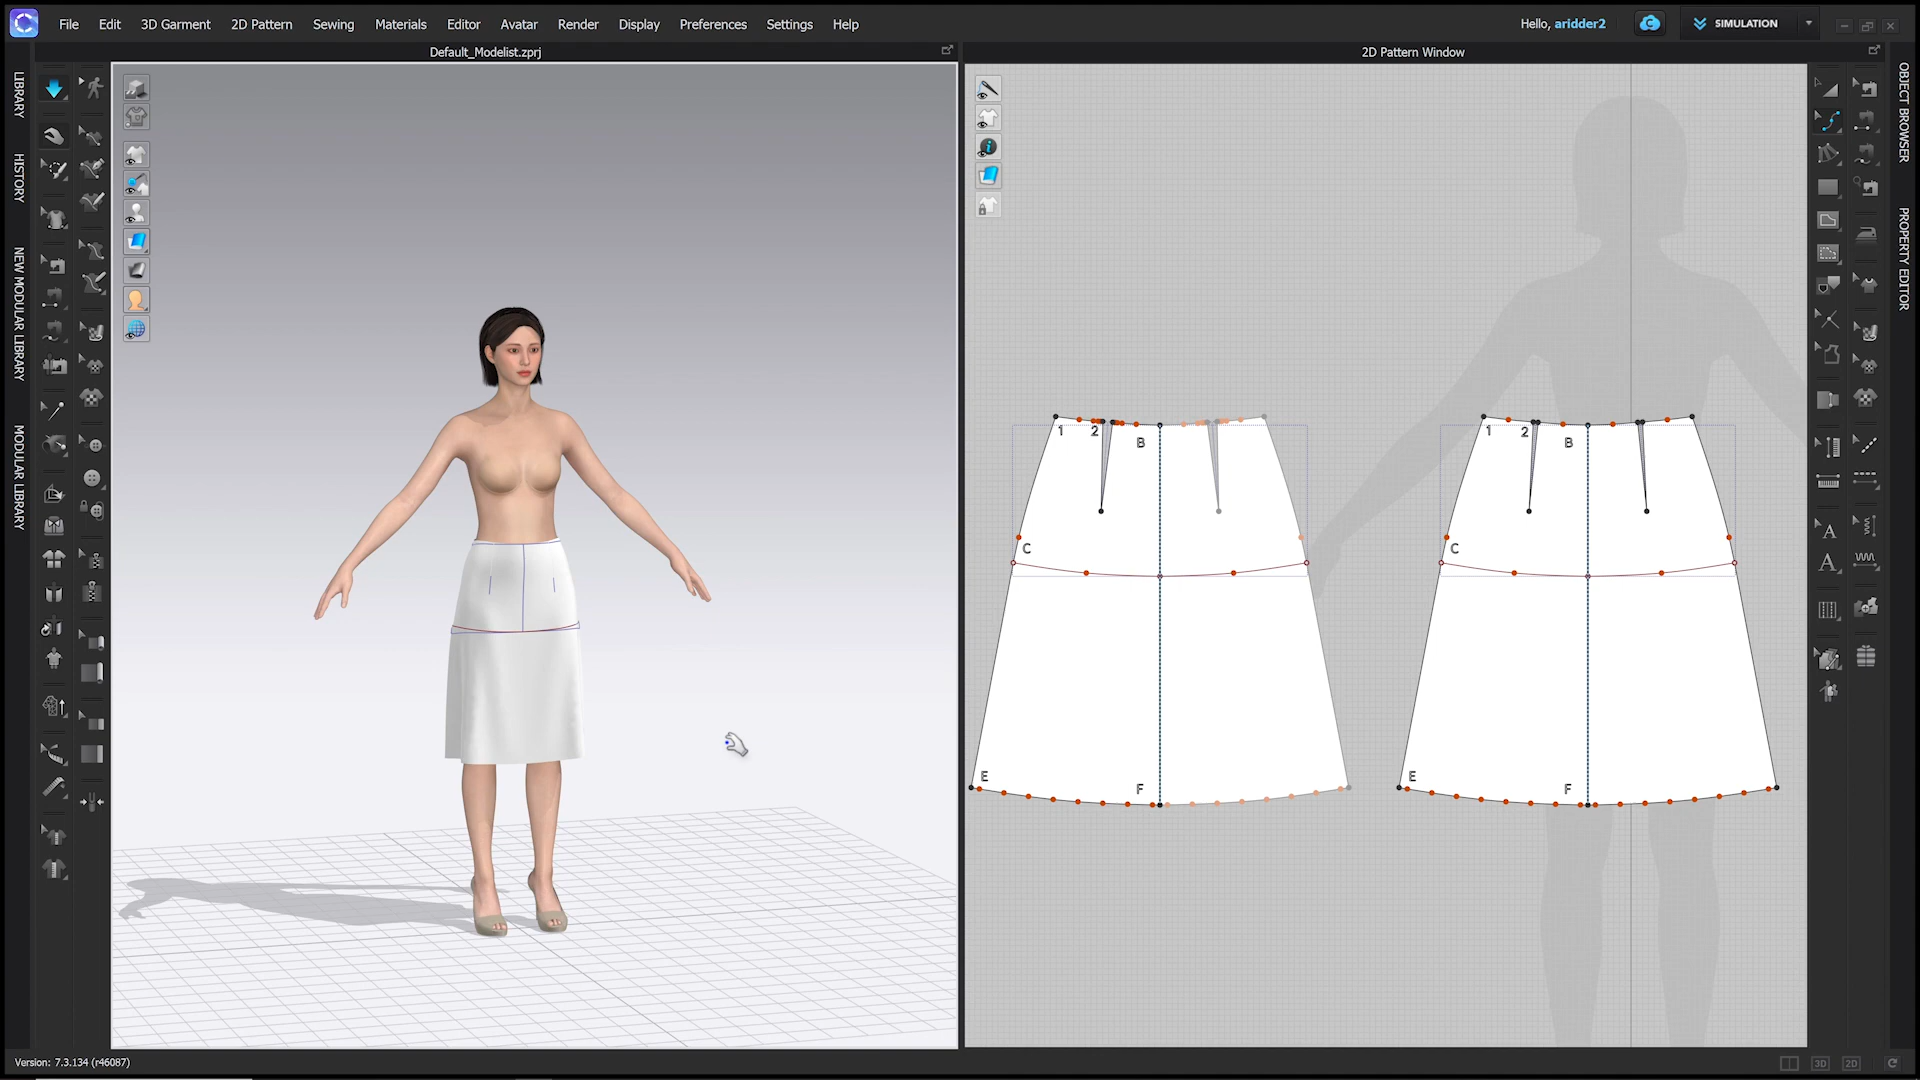 File Edit 3D Garment 2D Pattern Sewing Materials Editor Avatar Render Display Preferences Settings Help
Hello, aridder2
SIMULATION
Default_Modelist.zprj
2D Pattern Window
LIBRARY
HISTORY
NEW MODULAR LIBRARY
MODULAR LIBRARY
OBJECT BROWSER
PROPERTY EDITOR
1 2 B
1 2 B
C
C
E F
E F
A
A
Version: 7.3.134 (r46087)
3D 2D